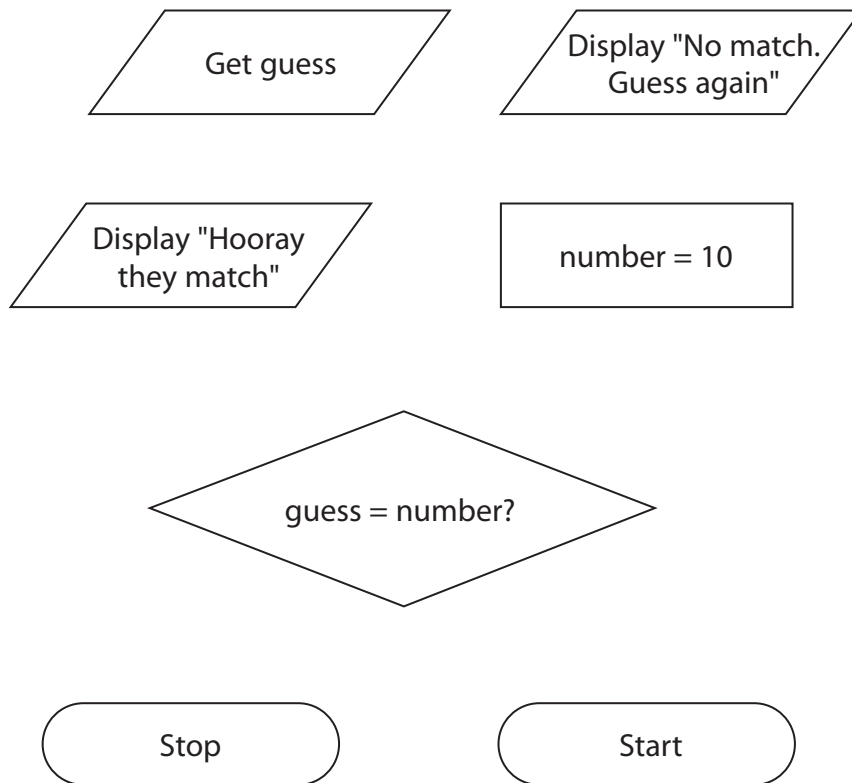 Get guess
Display "No match.
Guess again"
Display "Hooray
they match"
number = 10
guess = number?
Stop
Start